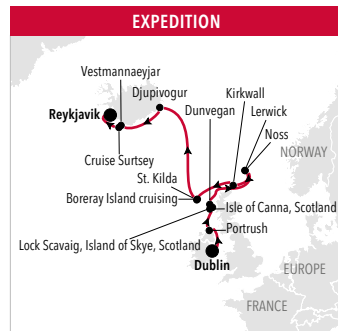 EXPEDITION
Vestmannaeyjar
Djupivogur
Kirkwall
Dunvegan
Lerwick
Reykjavik
Noss
NORWAY
Cruise Surtsey
St. Kilda
Boreray Island cruising
Isle of Canna, Scotland
Portrush
Lock Scavaig, Island of Skye, Scotland
Dublin
EUROPE
FRANCE